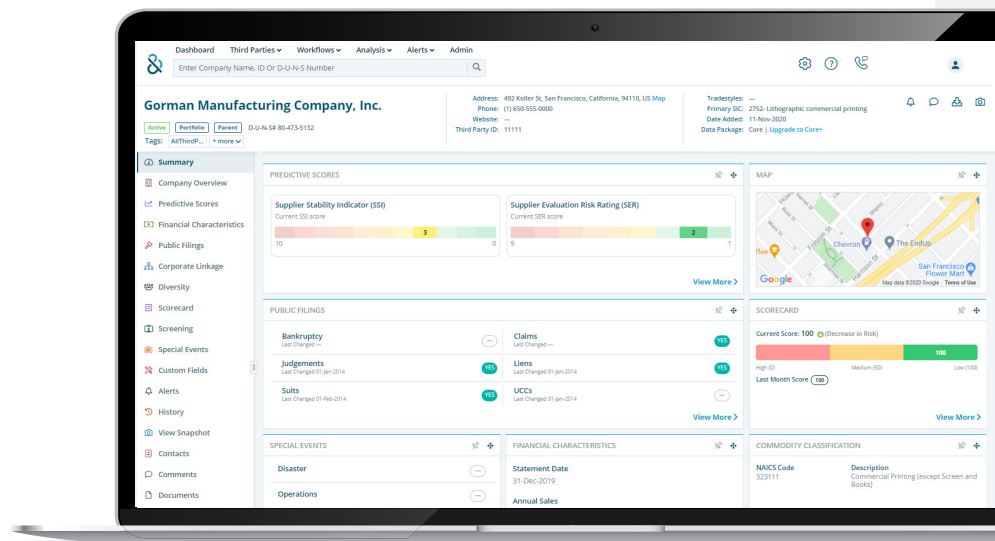 Dashboard Third Parties Workflows Analysis Alerts Admin
Enter Company Name, ID Or D-U-N-S Number
Gorman Manufacturing Company, Inc.
Active Portfolio Parent D-U-N-S# 80-473-5132
Tags: AllThirdP... + more
Address: 492 Koller St, San Francisco, California, 94110, US Map
Phone: (1) 650-555-0000
Website: —
Third Party ID: 11111
Tradestyles: —
Primary SIC: 2752- Lithographic commercial printing
Date Added: 11-Nov-2020
Data Package: Core | Upgrade to Core+
Summary
Company Overview
Predictive Scores
Financial Characteristics
Public Filings
Corporate Linkage
Diversity
Scorecard
Screening
Special Events
Custom Fields
Alerts
History
View Snapshot
Contacts
Comments
Documents
PREDICTIVE SCORES
Supplier Stability Indicator (SSI)
Current SSI score
3
10 0
Supplier Evaluation Risk Rating (SER)
Current SER score
2
9 1
View More >
MAP
Folsom St
Harrison St
Stanley
Chevron
The EndUp
ffee
San Francisco
Flower Mart
Google
Map data ©2020 Google Terms of Use
PUBLIC FILINGS
Bankruptcy
Last Changed —
Claims YES
Last Changed —
Judgements YES
Last Changed 01-Jan-2014
Liens YES
Last Changed 01-Jan-2014
Suits YES
Last Changed 01-Feb-2014
UCCs
Last Changed 01-Jan-2014
View More >
SCORECARD
Current Score: 100 (Decrease in Risk)
100
High (0) Medium (50) Low (100)
Last Month Score 100
View More >
SPECIAL EVENTS
Disaster
Operations
FINANCIAL CHARACTERISTICS
Statement Date
31-Dec-2019
Annual Sales
COMMODITY CLASSIFICATION
NAICS Code Description
323111 Commercial Printing (except Screen and
Books)